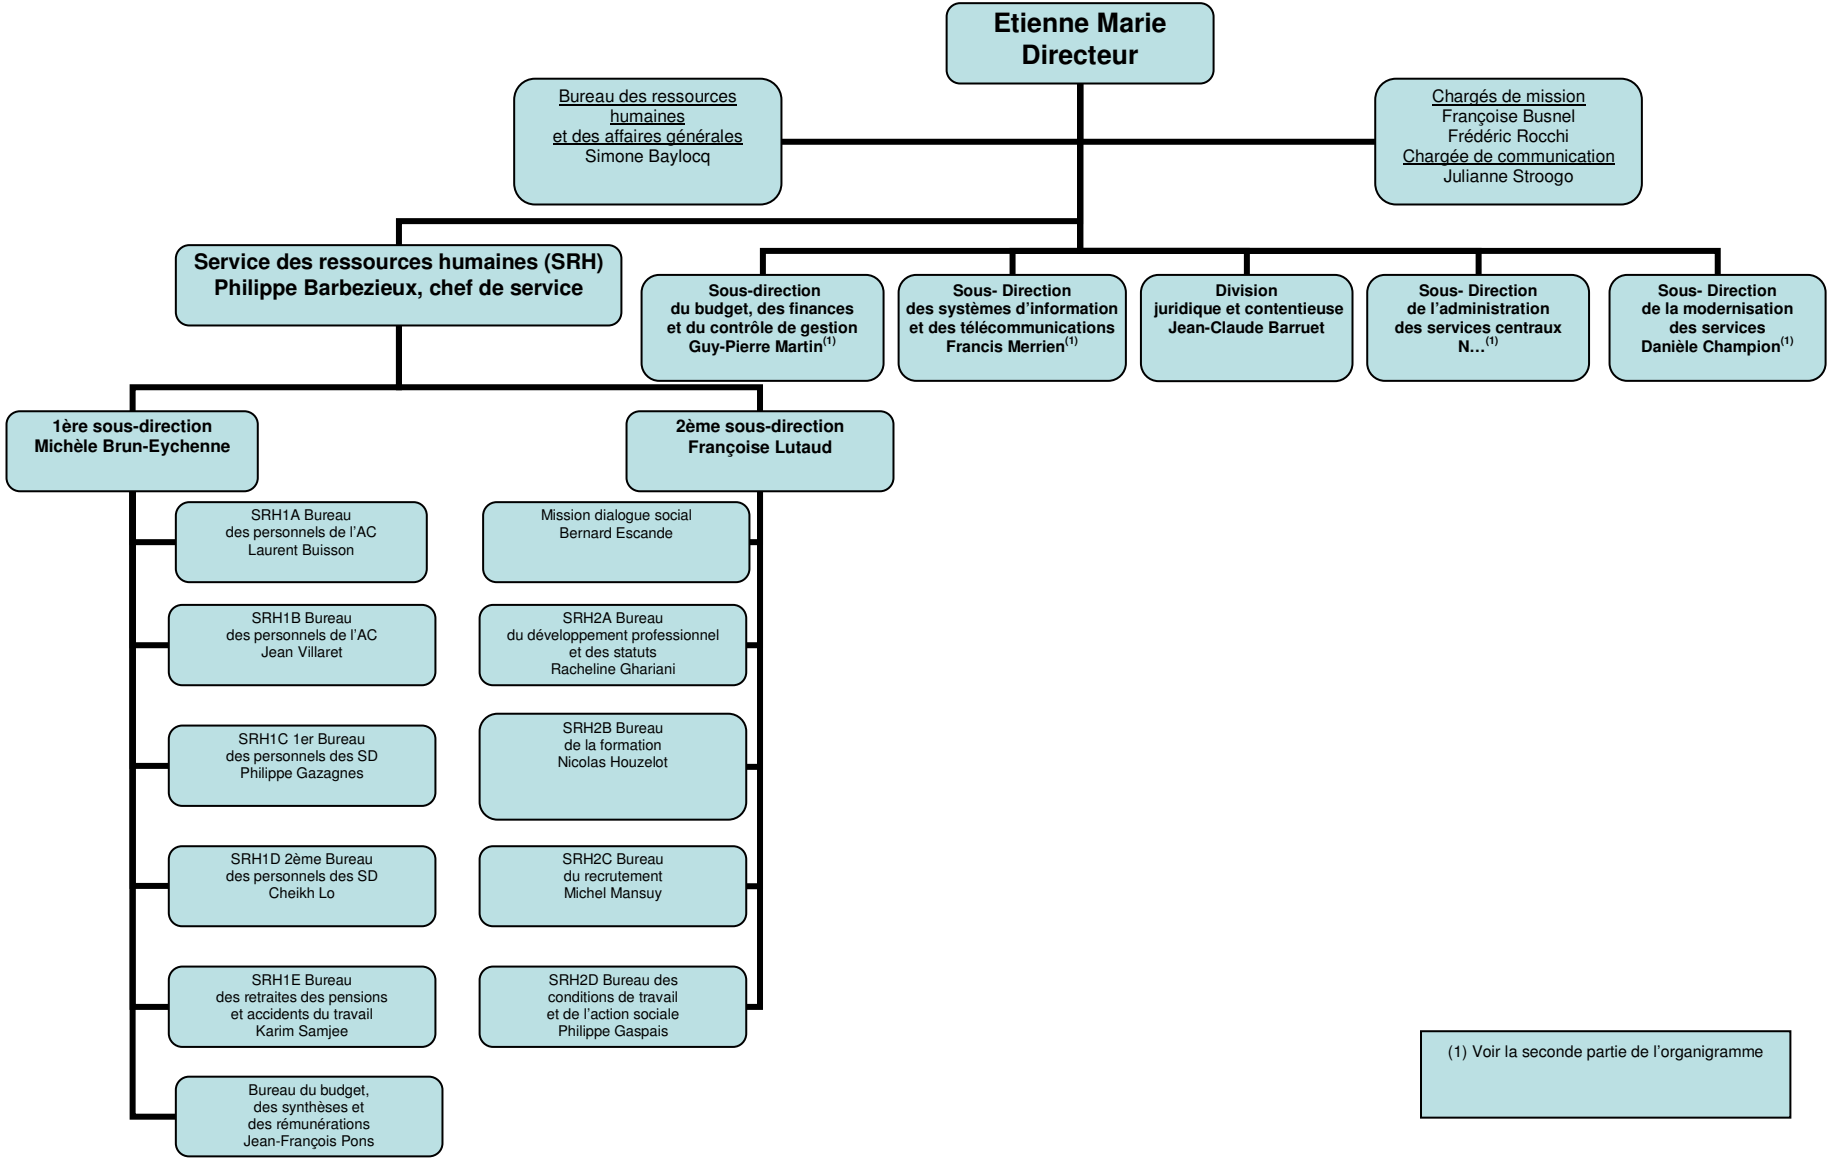 Etienne Marie
Directeur
Bureau des ressources
humaines
et des affaires générales
Simone Baylocq
Chargés de mission
Françoise Busnel
Frédéric Rocchi
Chargée de communication
Julianne Stroogo
Service des ressources humaines (SRH)
Philippe Barbezieux, chef de service
Sous-direction
du budget, des finances
et du contrôle de gestion
Guy-Pierre Martin(1)
Sous- Direction
des systèmes d'information
et des télécommunications
Francis Merrien(1)
Division
juridique et contentieuse
Jean-Claude Barruet
Sous- Direction
de l'administration
des services centraux
N…(1)
Sous- Direction
de la modernisation
des services
Danièle Champion(1)
1ère sous-direction
Michèle Brun-Eychenne
2ème sous-direction
Françoise Lutaud
SRH1A Bureau
des personnels de l'AC
Laurent Buisson
SRH1B Bureau
des personnels de l'AC
Jean Villaret
SRH1C 1er Bureau
des personnels des SD
Philippe Gazagnes
SRH1D 2ème Bureau
des personnels des SD
Cheikh Lo
SRH1E Bureau
des retraites des pensions
et accidents du travail
Karim Samjee
Bureau du budget,
des synthèses et
des rémunérations
Jean-François Pons
Mission dialogue social
Bernard Escande
SRH2A Bureau
du développement professionnel
et des statuts
Racheline Ghariani
SRH2B Bureau
de la formation
Nicolas Houzelot
SRH2C Bureau
du recrutement
Michel Mansuy
SRH2D Bureau des
conditions de travail
et de l'action sociale
Philippe Gaspais
(1) Voir la seconde partie de l'organigramme